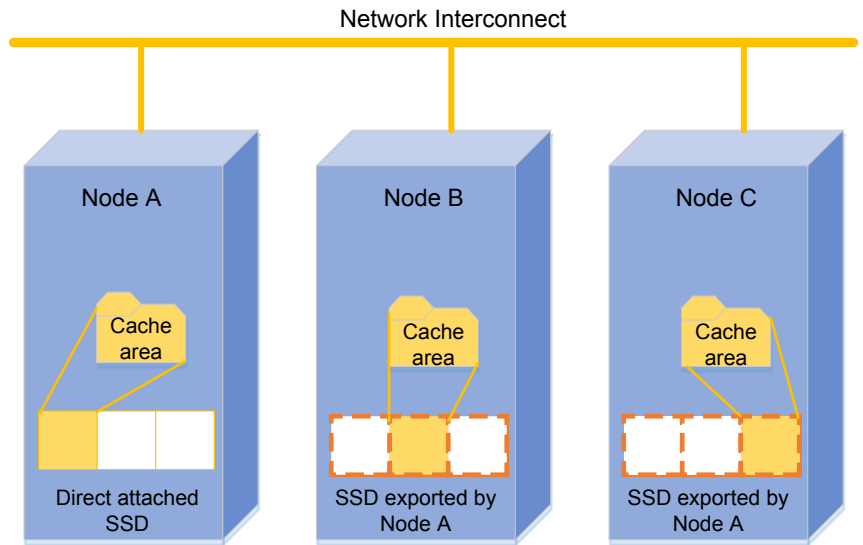 Network Interconnect
Node A
Node B
Node C
Cache
area
Cache
area
Cache
area
Direct attached
SSD
SSD exported by
Node A
SSD exported by
Node A